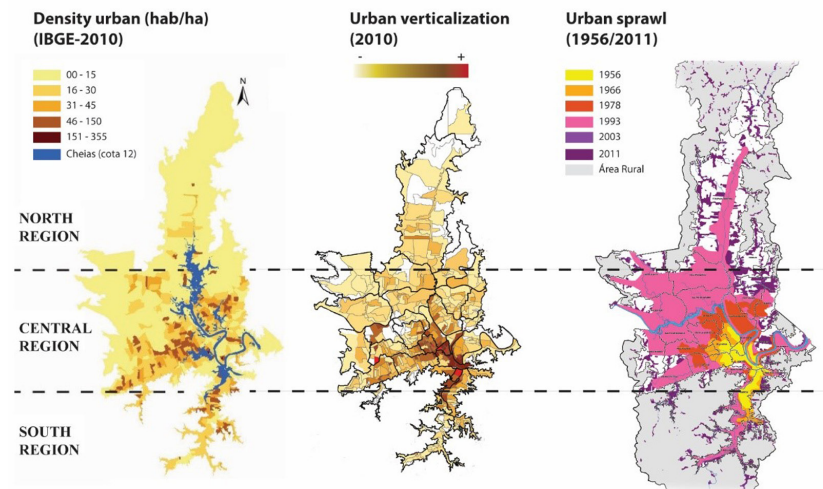 Density urban (hab/ha)
(IBGE-2010)
00 - 15
16 - 30
31 - 45
46 - 150
151 - 355
Cheias (cota 12)
N
Urban verticalization
(2010)
- +
Urban sprawl
(1956/2011)
1956
1966
1978
1993
2003
2011
Área Rural
NORTH
REGION
CENTRAL
REGION
SOUTH
REGION